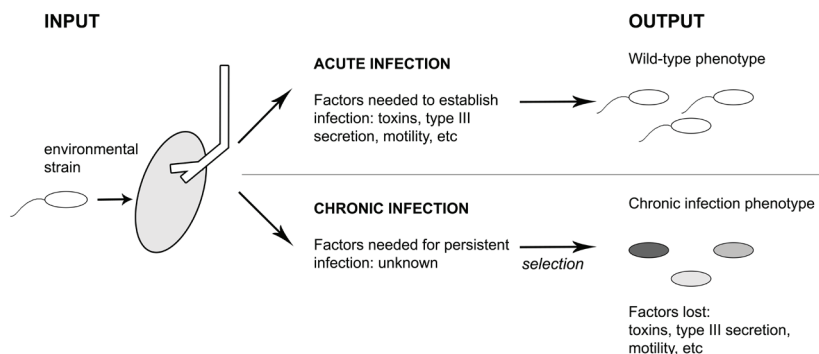 INPUT
OUTPUT
environmental
strain
ACUTE INFECTION
Factors needed to establish
infection: toxins, type III
secretion, motility, etc
Wild-type phenotype
CHRONIC INFECTION
Factors needed for persistent
infection: unknown
selection
Chronic infection phenotype
Factors lost:
toxins, type III secretion,
motility, etc